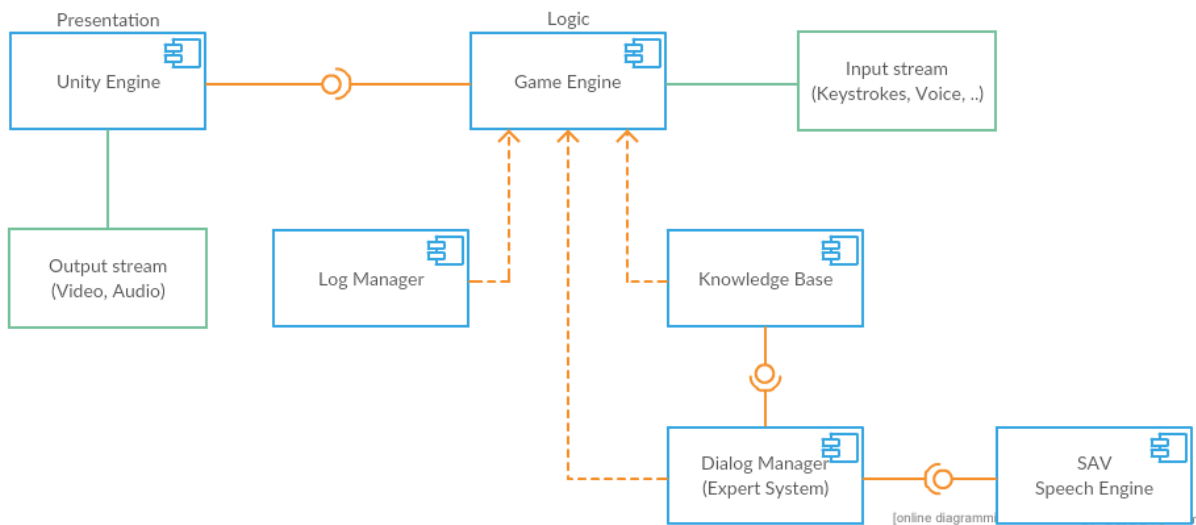 Presentation
Logic
Unity Engine
Game Engine
Input stream
(Keystrokes, Voice, ..)
Output stream
(Video, Audio)
Log Manager
Knowledge Base
Dialog Manager
(Expert System)
SAV
Speech Engine
[online